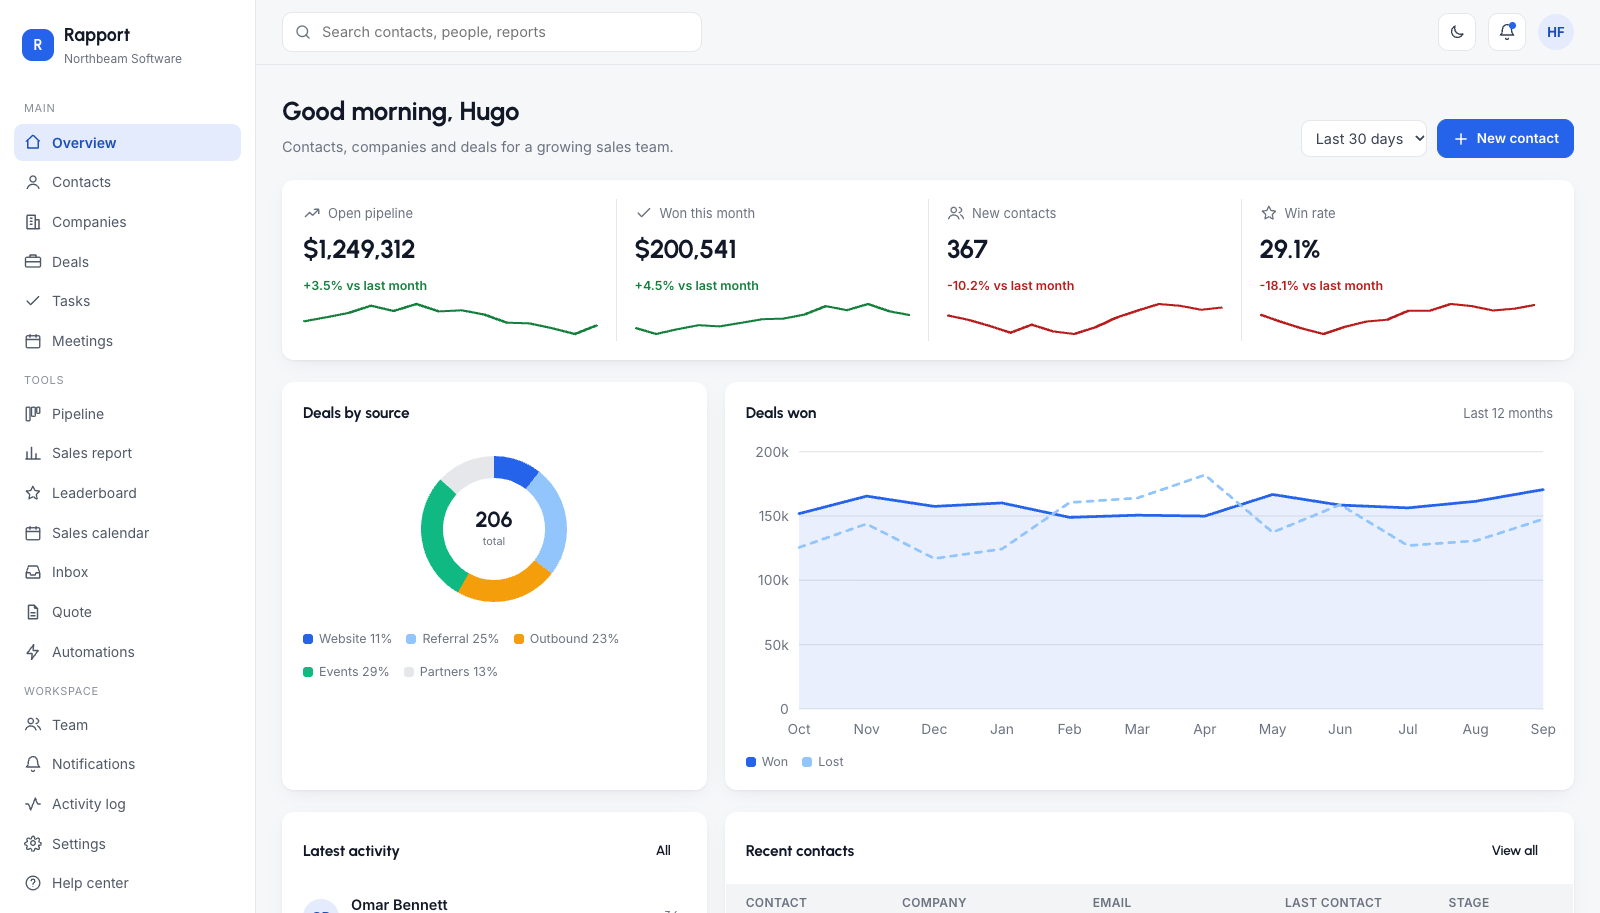 R
Rapport
Northbeam Software
MAIN
Overview
Contacts
Companies
Deals
Tasks
Meetings
TOOLS
Pipeline
Sales report
Leaderboard
Sales calendar
Inbox
Quote
Automations
WORKSPACE
Team
Notifications
Activity log
Settings
Help center
Search contacts, people, reports
HF
Good morning, Hugo
Contacts, companies and deals for a growing sales team.
Last 30 days
New contact
Open pipeline
$1,249,312
+3.5% vs last month
Won this month
$200,541
+4.5% vs last month
New contacts
367
-10.2% vs last month
Win rate
29.1%
-18.1% vs last month
Deals by source
206
total
Website 11% Referral 25% Outbound 23%
Events 29% Partners 13%
Deals won
Last 12 months
200k
150k
100k
50k
0
Oct Nov Dec Jan Feb Mar Apr May Jun Jul Aug Sep
Won Lost
Latest activity
All
Omar Bennett
Recent contacts
View all
CONTACT COMPANY EMAIL LAST CONTACT STAGE